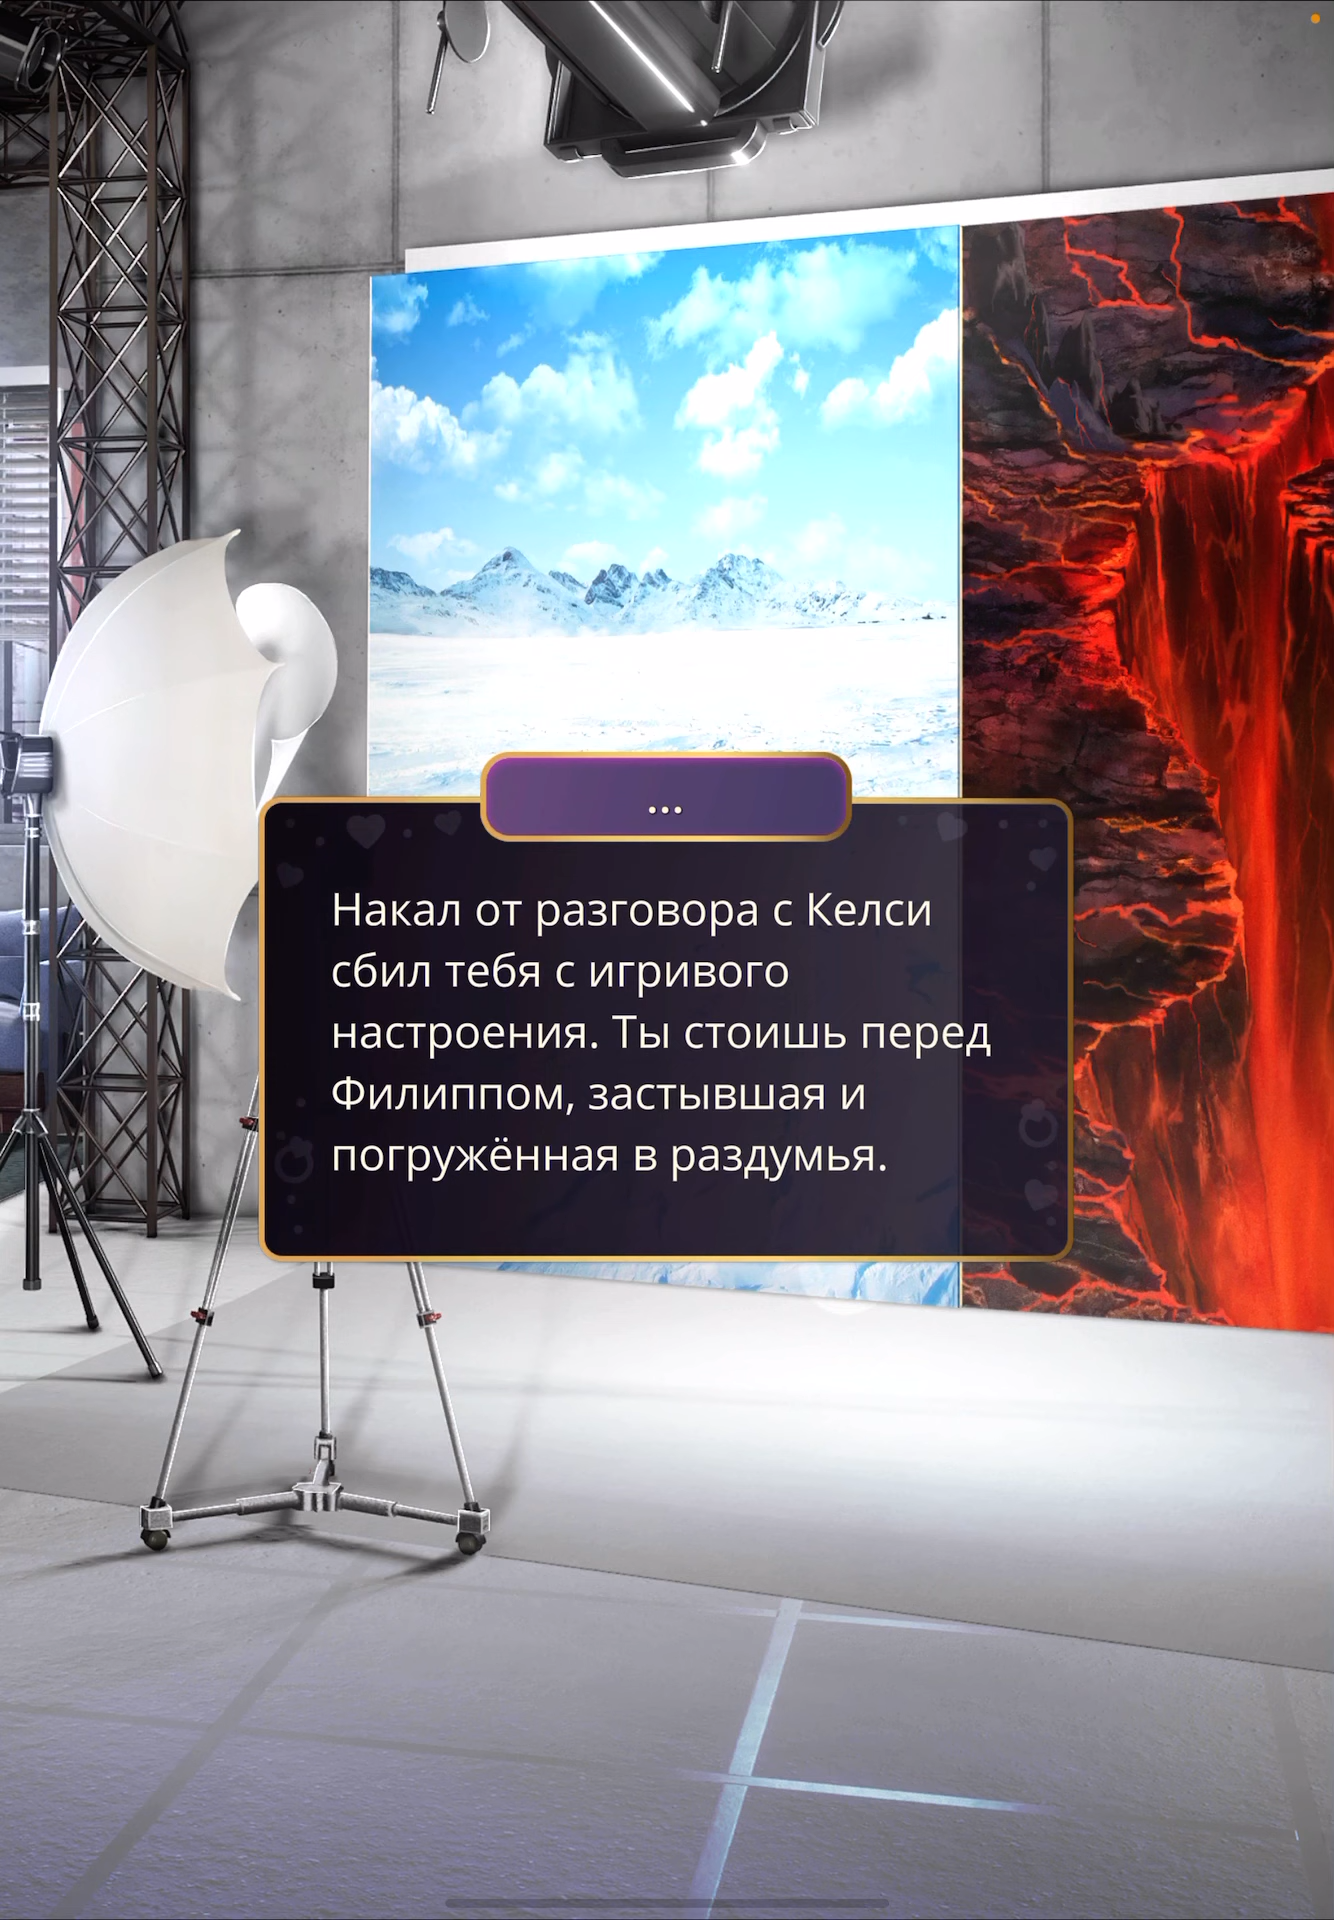 ...
Накал от разговора с Келси
сбил тебя с игривого
настроения. Ты стоишь перед
Филиппом, застывшая и
погружённая в раздумья.